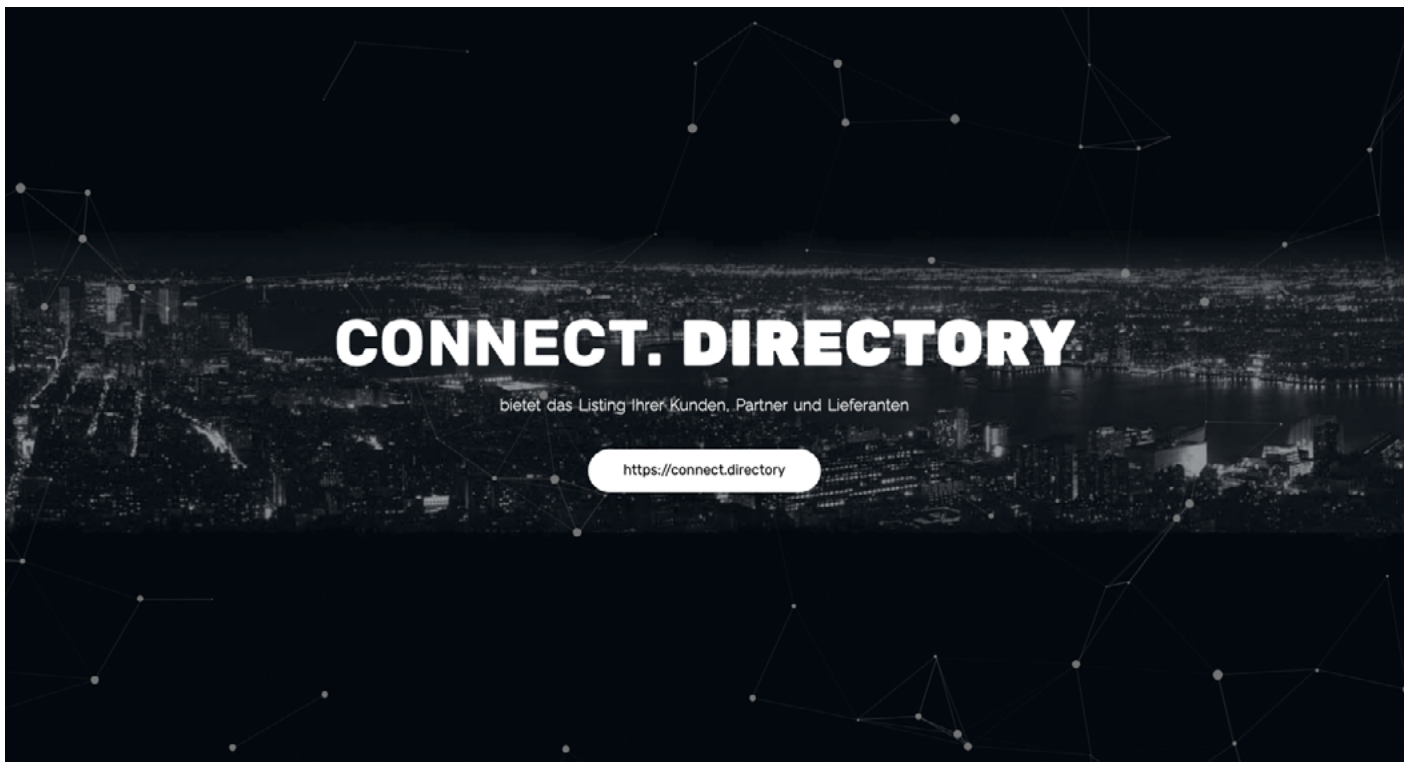 CONNECT. DIRECTORY
bietet das Listing Ihrer Kunden, Partner und Lieferanten
https://connect.directory